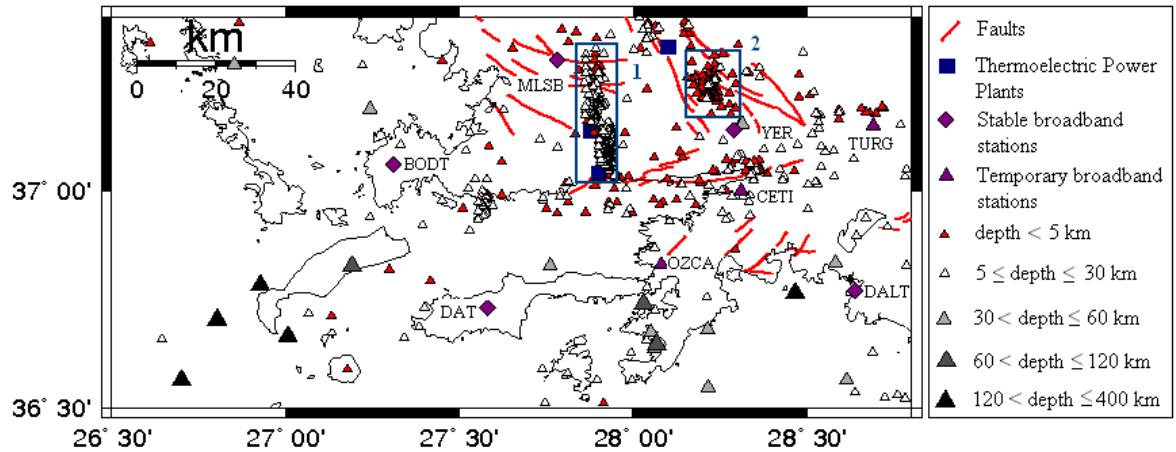 km
0 20 40
1
2
MLSB
YER
TURG
BODT
CETI
OZCA
DAT
DALT
37° 00'
36° 30'
26° 30' 27° 00' 27° 30' 28° 00' 28° 30'
Faults
Thermoelectric Power
Plants
Stable broadband
stations
Temporary broadband
stations
depth < 5 km
5 ≤ depth ≤ 30 km
30 < depth ≤ 60 km
60 < depth ≤ 120 km
120 < depth ≤ 400 km